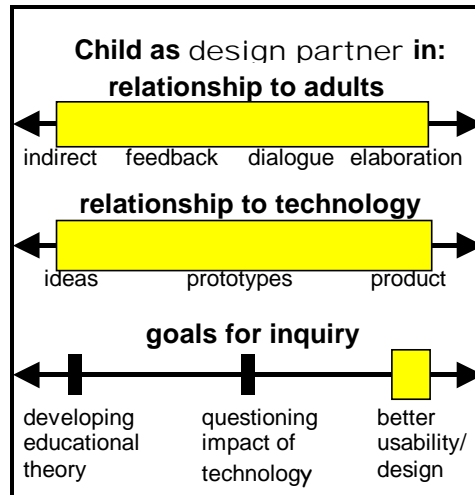 Child as design partner in:
relationship to adults
indirect feedback dialogue elaboration
relationship to technology
ideas prototypes product
goals for inquiry
developing questioning better
educational impact of usability/
theory technology design